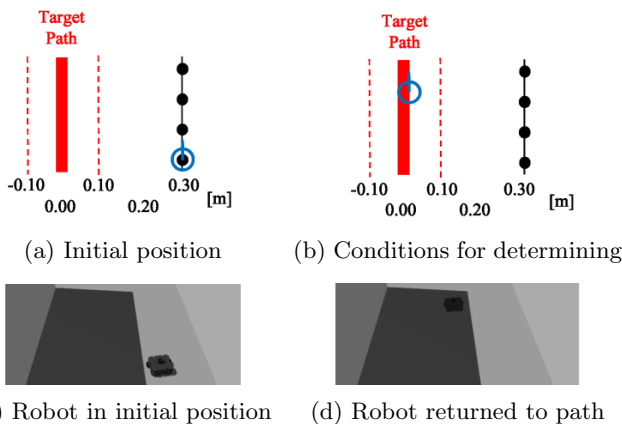 Target
Path
-0.10 0.10 0.30
0.00 0.20 [m]
(a) Initial position
Target
Path
-0.10 0.10 0.30
0.00 0.20 [m]
(b) Conditions for determining
) Robot in initial position
(d) Robot returned to path